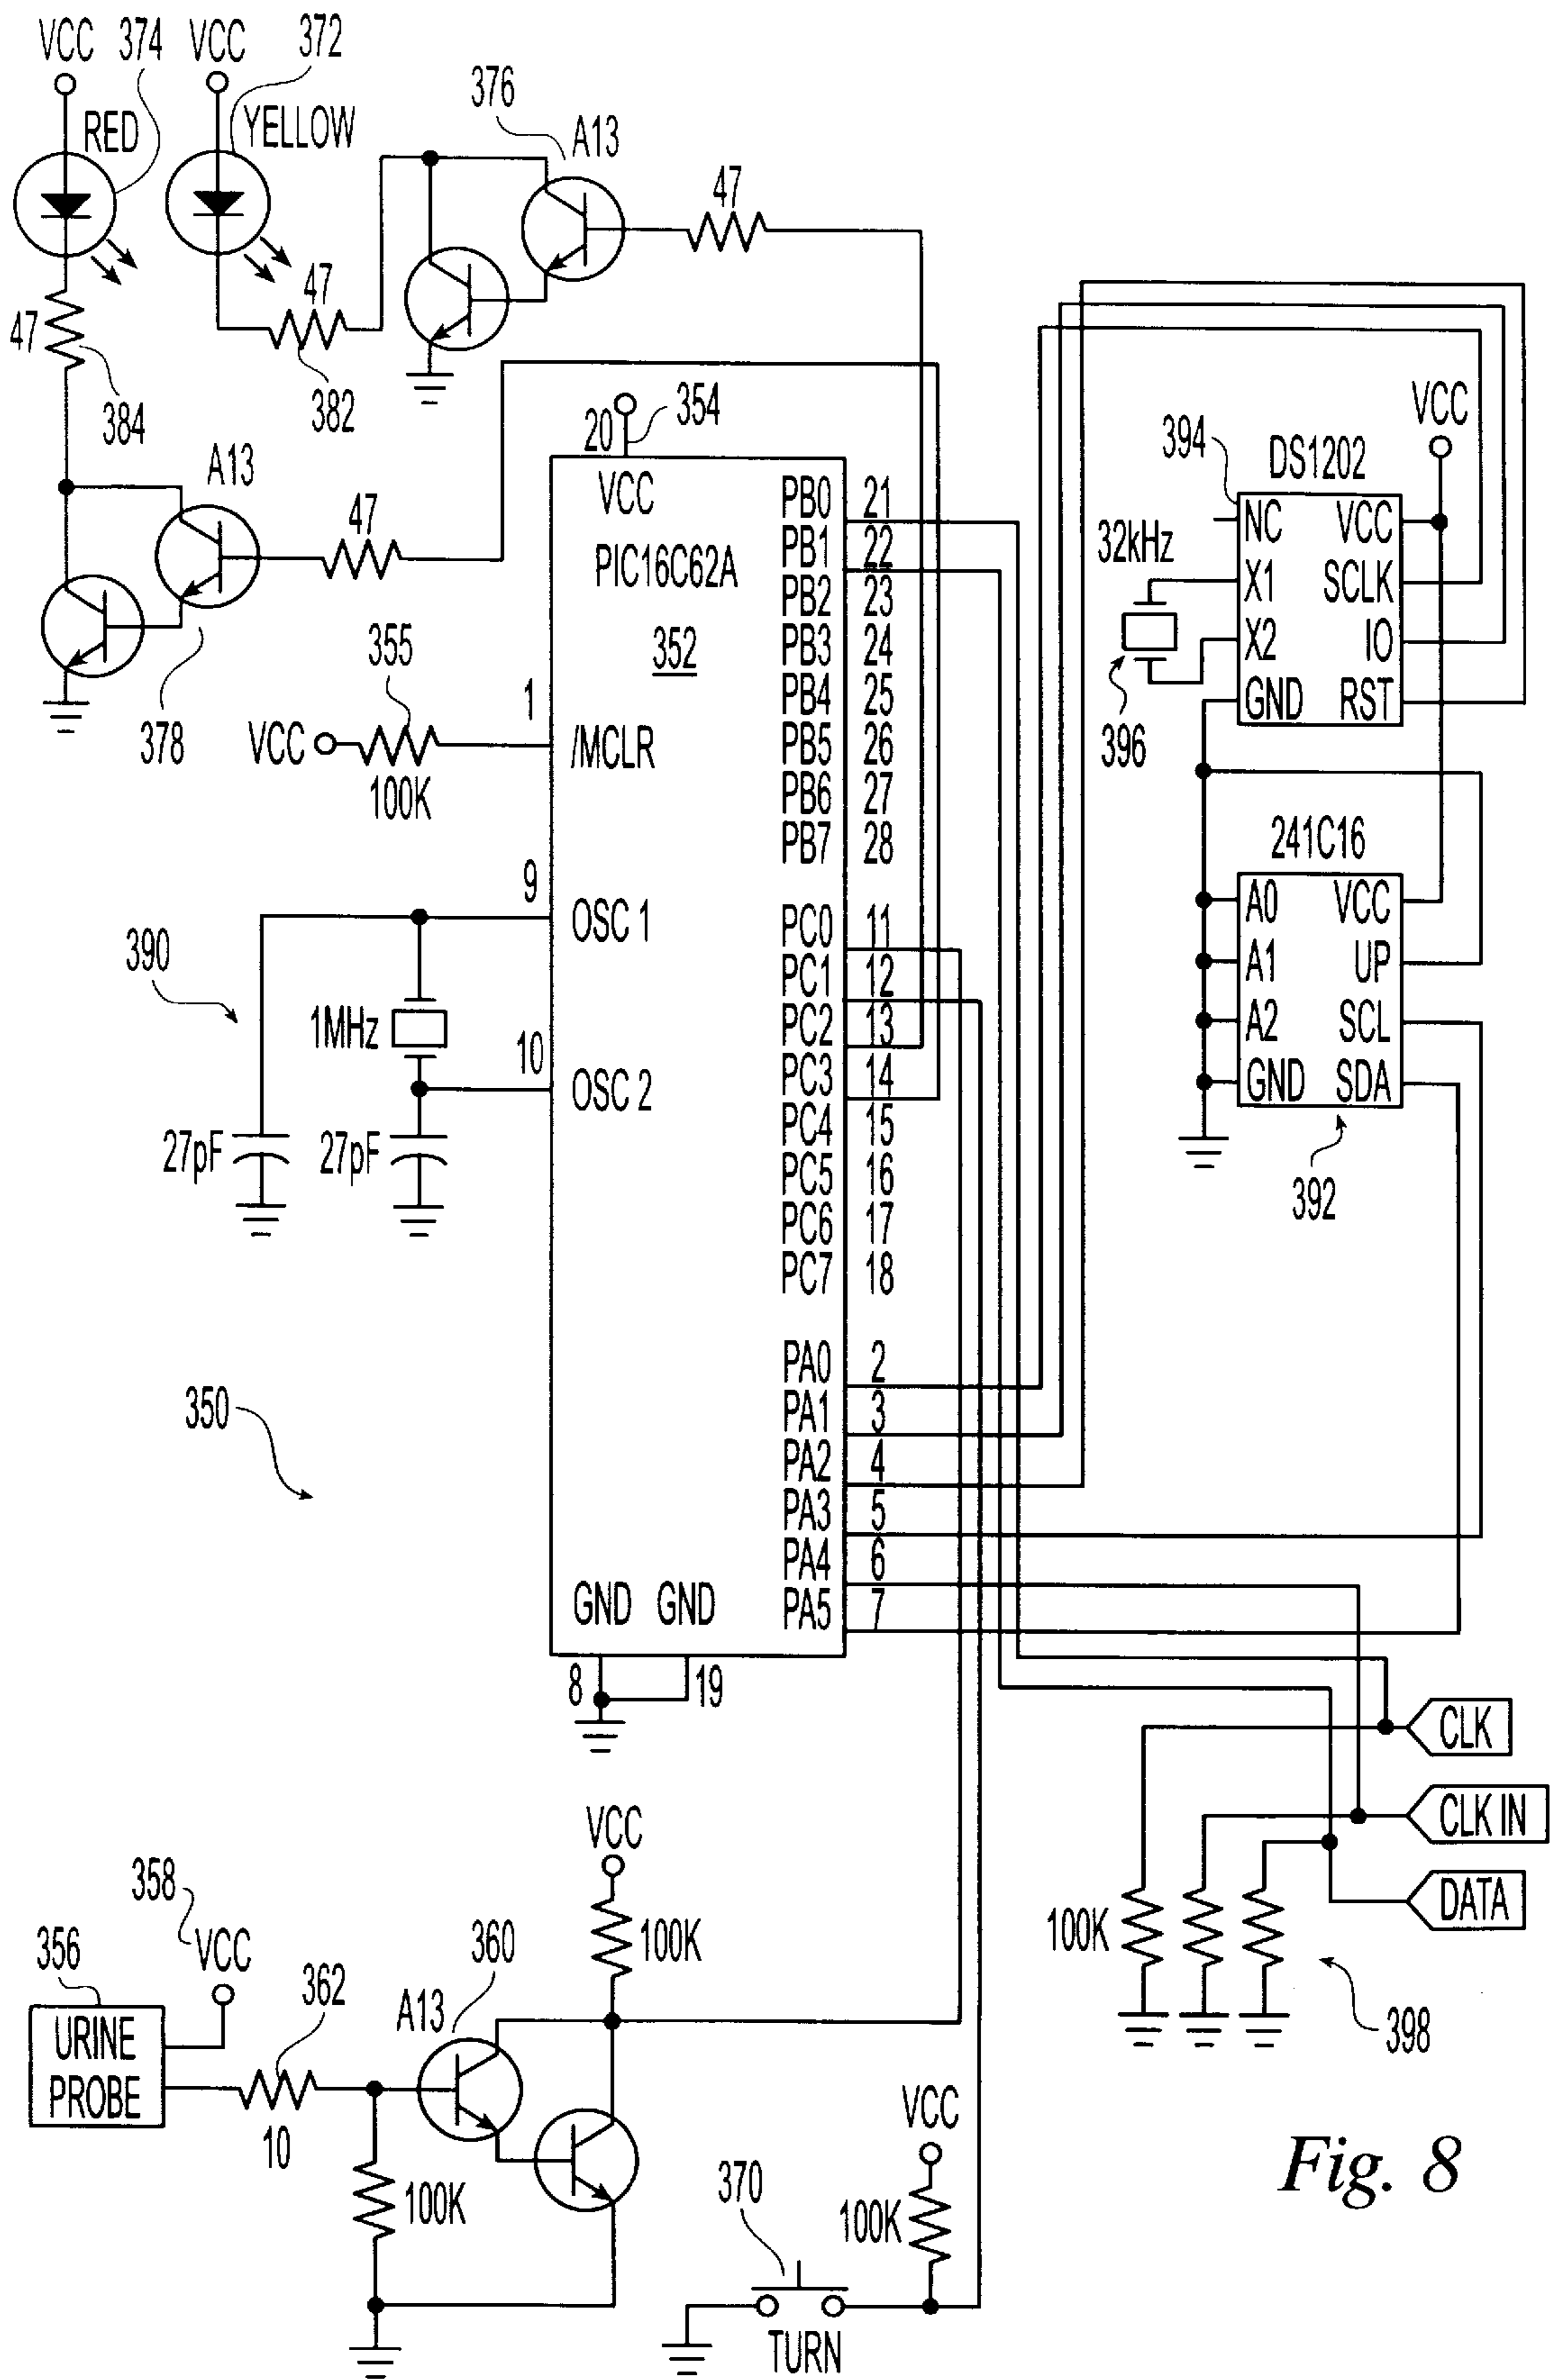 VCC 374 VCC 372
RED YELLOW
376 A13
47
47
47
384
382
A13
47
378
354
20
VCC
PIC16C62A
352
355
VCC
100K
1
/MCLR
9
OSC 1
390
1MHz
10
OSC 2
27pF
27pF
350
GND GND
8 19
PB0 21
PB1 22
PB2 23
PB3 24
PB4 25
PB5 26
PB6 27
PB7 28
PC0 11
PC1 12
PC2 13
PC3 14
PC4 15
PC5 16
PC6 17
PC7 18
PA0 2
PA1 3
PA2 4
PA3 5
PA4 6
PA5 7
VCC
394
DS1202
NC VCC
X1 SCLK
X2 IO
GND RST
32kHz
396
241C16
A0 VCC
A1 UP
A2 SCL
GND SDA
392
CLK
CLK IN
DATA
100K
398
VCC
100K
358
VCC
356
URINE
PROBE
362
10
A13
360
100K
VCC
100K
370
TURN
Fig. 8